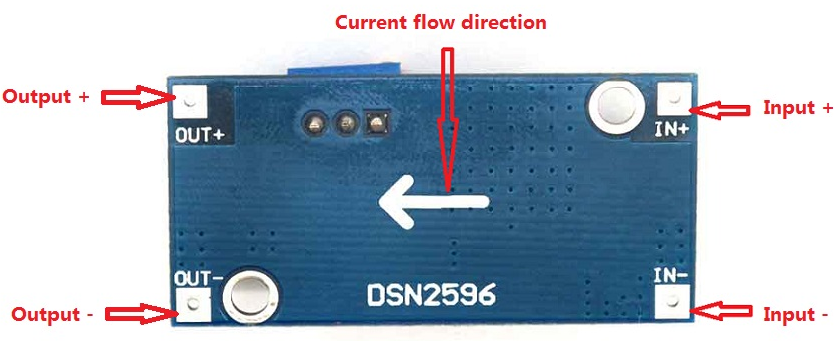 Current flow direction
Output +
Input +
OUT+
IN+
OUT-
IN-
DSN2596
Output -
Input -